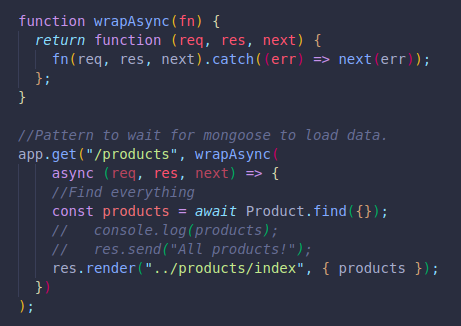 function wrapAsync(fn) {
  return function (req, res, next) {
    fn(req, res, next).catch((err) => next(err));
  };
}

//Pattern to wait for mongoose to load data.
app.get("/products", wrapAsync(
    async (req, res, next) => {
    //Find everything
    const products = await Product.find({});
    //   console.log(products);
    //   res.send("All products!");
    res.render("../products/index", { products });
  })
);